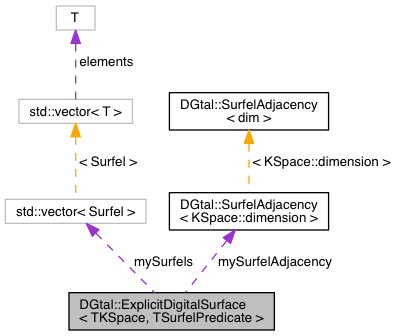 T
elements
std::vector< T >
DGtal::SurfelAdjacency
< dim >
< Surfel >
< KSpace::dimension >
std::vector< Surfel >
DGtal::SurfelAdjacency
< KSpace::dimension >
mySurfels
mySurfelAdjacency
DGtal::ExplicitDigitalSurface
< TKSpace, TSurfelPredicate >